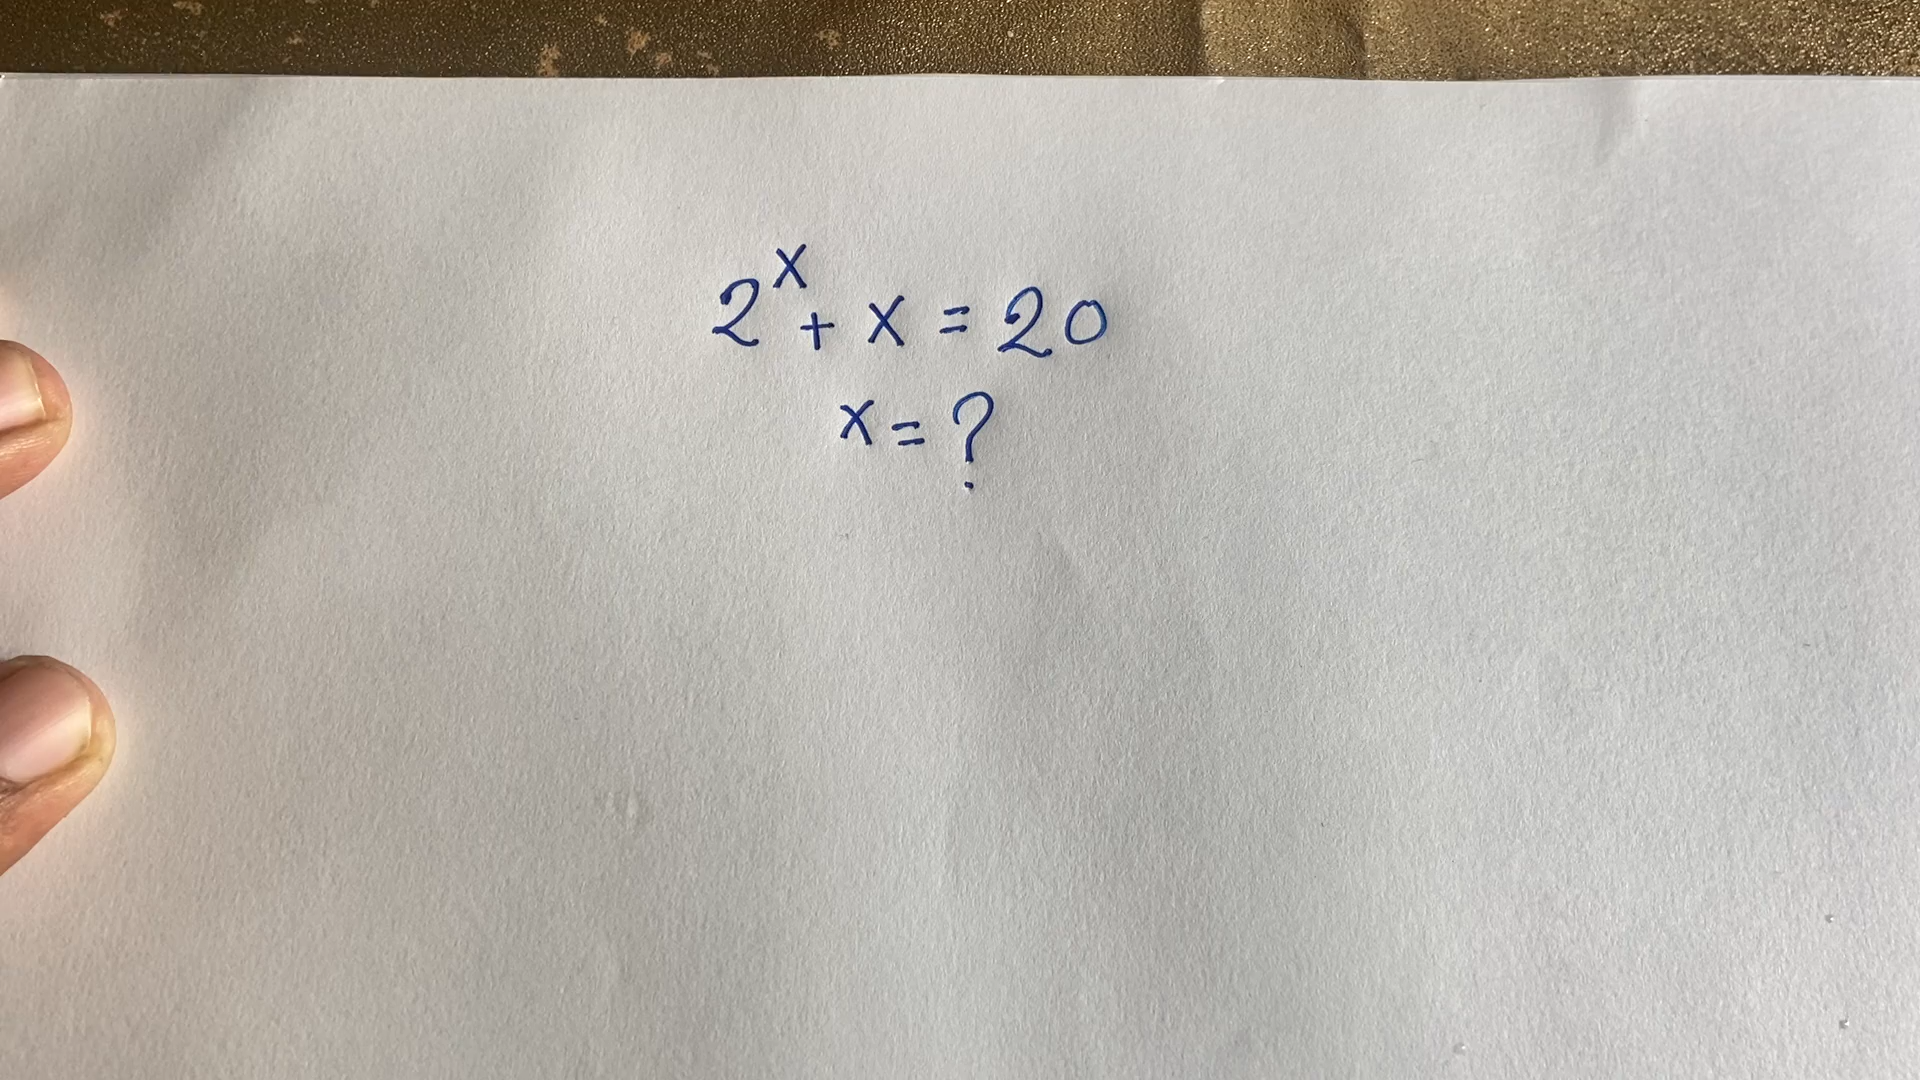 2^x + x = 20
x = ?